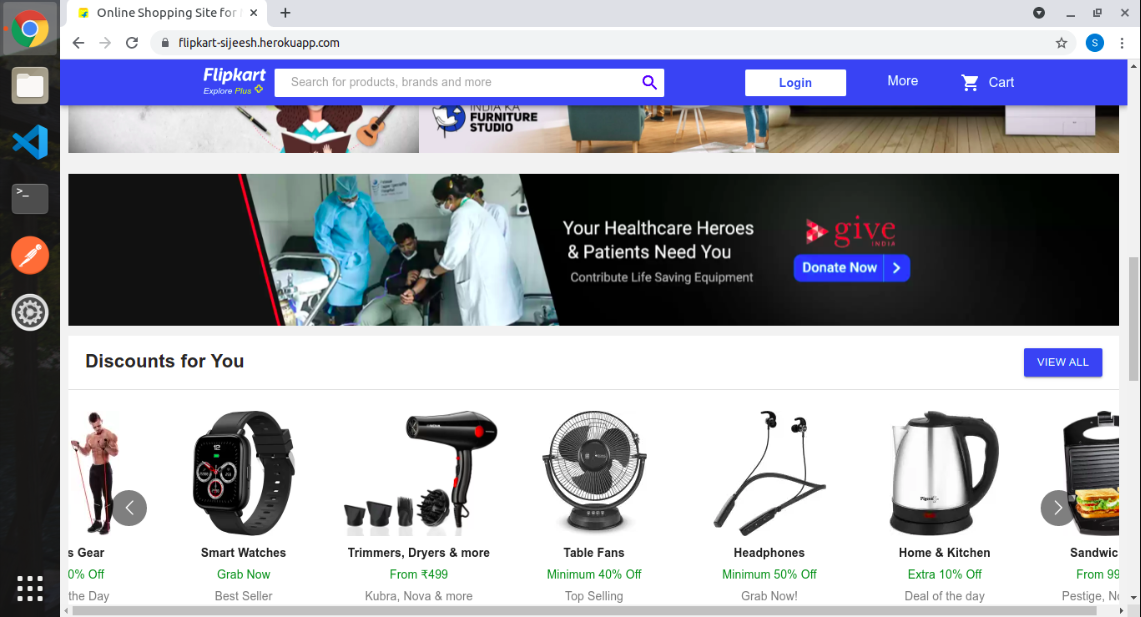 Online Shopping Site for
flipkart-sijeesh.herokuapp.com
S
Flipkart
Explore Plus
Search for products, brands and more
Login
More
Cart
INDIA KA
FURNITURE
STUDIO
Your Healthcare Heroes
& Patients Need You
Contribute Life Saving Equipment
give
INDIA
Donate Now
Discounts for You
VIEW ALL
s Gear
0% Off
the Day
Smart Watches
Grab Now
Best Seller
Trimmers, Dryers & more
From ₹499
Kubra, Nova & more
Table Fans
Minimum 40% Off
Top Selling
Headphones
Minimum 50% Off
Grab Now!
Home & Kitchen
Extra 10% Off
Deal of the day
Sandwic
From 99
Pestige, No